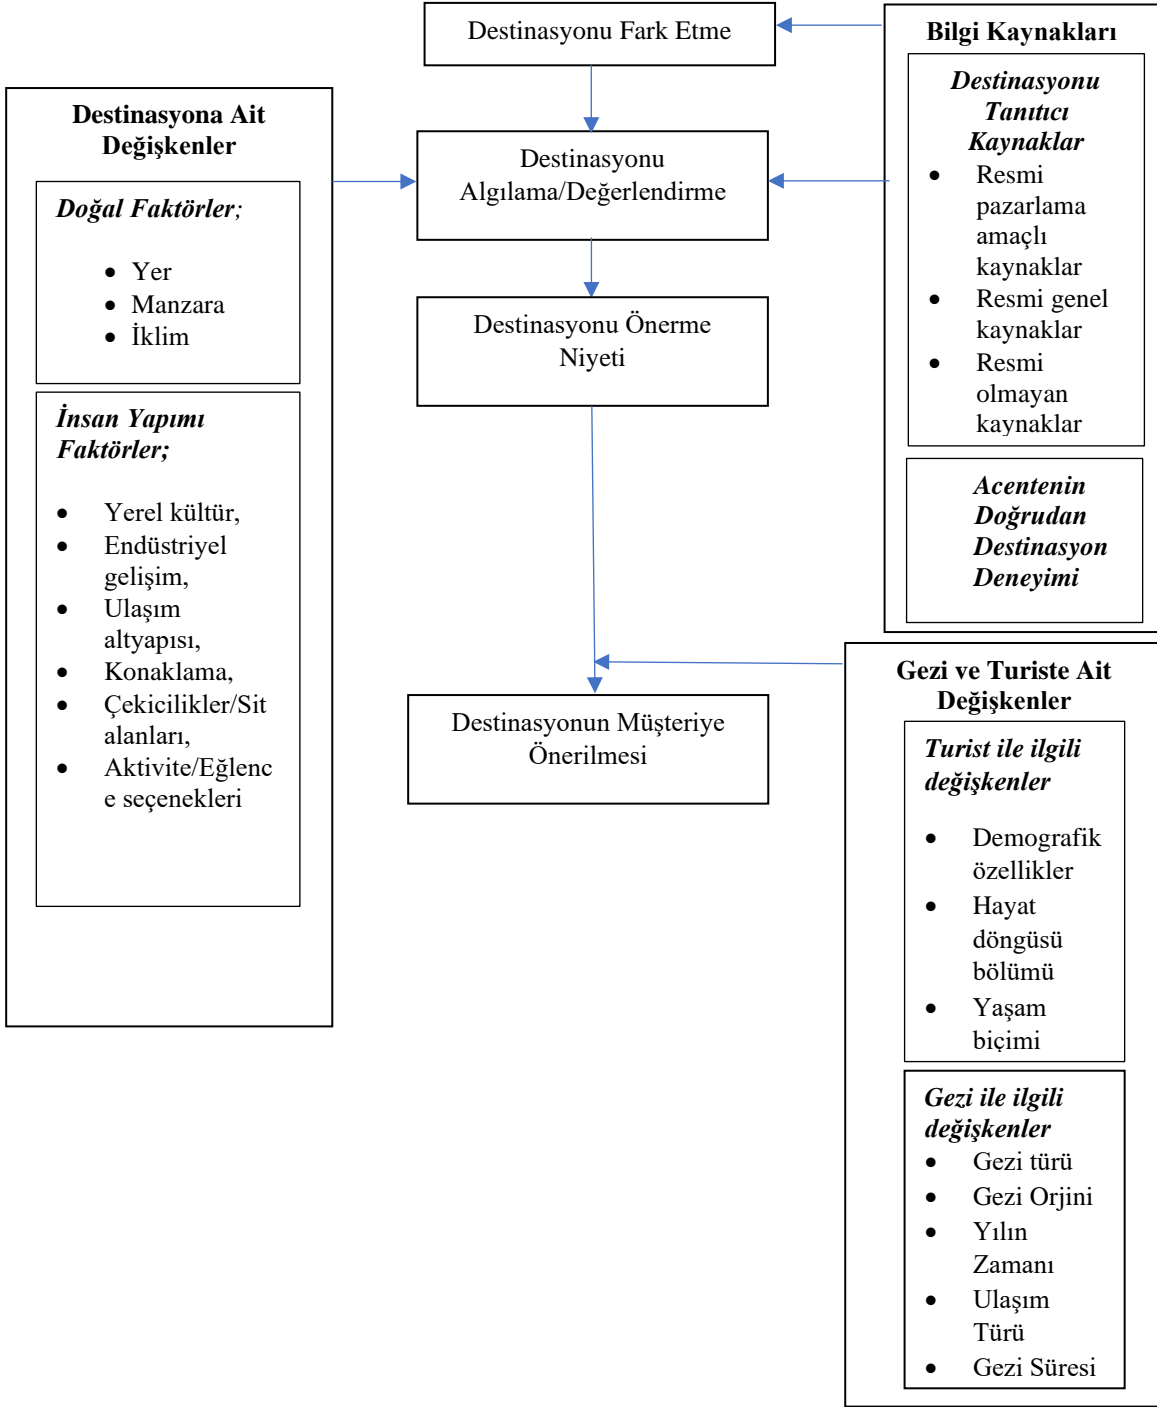 Destinasyonu Fark Etme
Destinasyonu
Algılama/Değerlendirme
Destinasyonu Önerme
Niyeti
Destinasyonun Müşteriye
Önerilmesi
Destinasyona Ait
Değişkenler
Doğal Faktörler;
• Yer
• Manzara
• İklim
İnsan Yapımı
Faktörler;
• Yerel kültür,
• Endüstriyel
gelişim,
• Ulaşım
altyapısı,
• Konaklama,
• Çekicilikler/Sit
alanları,
• Aktivite/Eğlenc
e seçenekleri
Bilgi Kaynakları
Destinasyonu
Tanıtıcı
Kaynaklar
• Resmi
pazarlama
amaçlı
kaynaklar
• Resmi genel
kaynaklar
• Resmi
olmayan
kaynaklar
Acentenin
Doğrudan
Destinasyon
Deneyimi
Gezi ve Turiste Ait
Değişkenler
Turist ile ilgili
değişkenler
• Demografik
özellikler
• Hayat
döngüsü
bölümü
• Yaşam
biçimi
Gezi ile ilgili
değişkenler
• Gezi türü
• Gezi Orjini
• Yılın
Zamanı
• Ulaşım
Türü
• Gezi Süresi